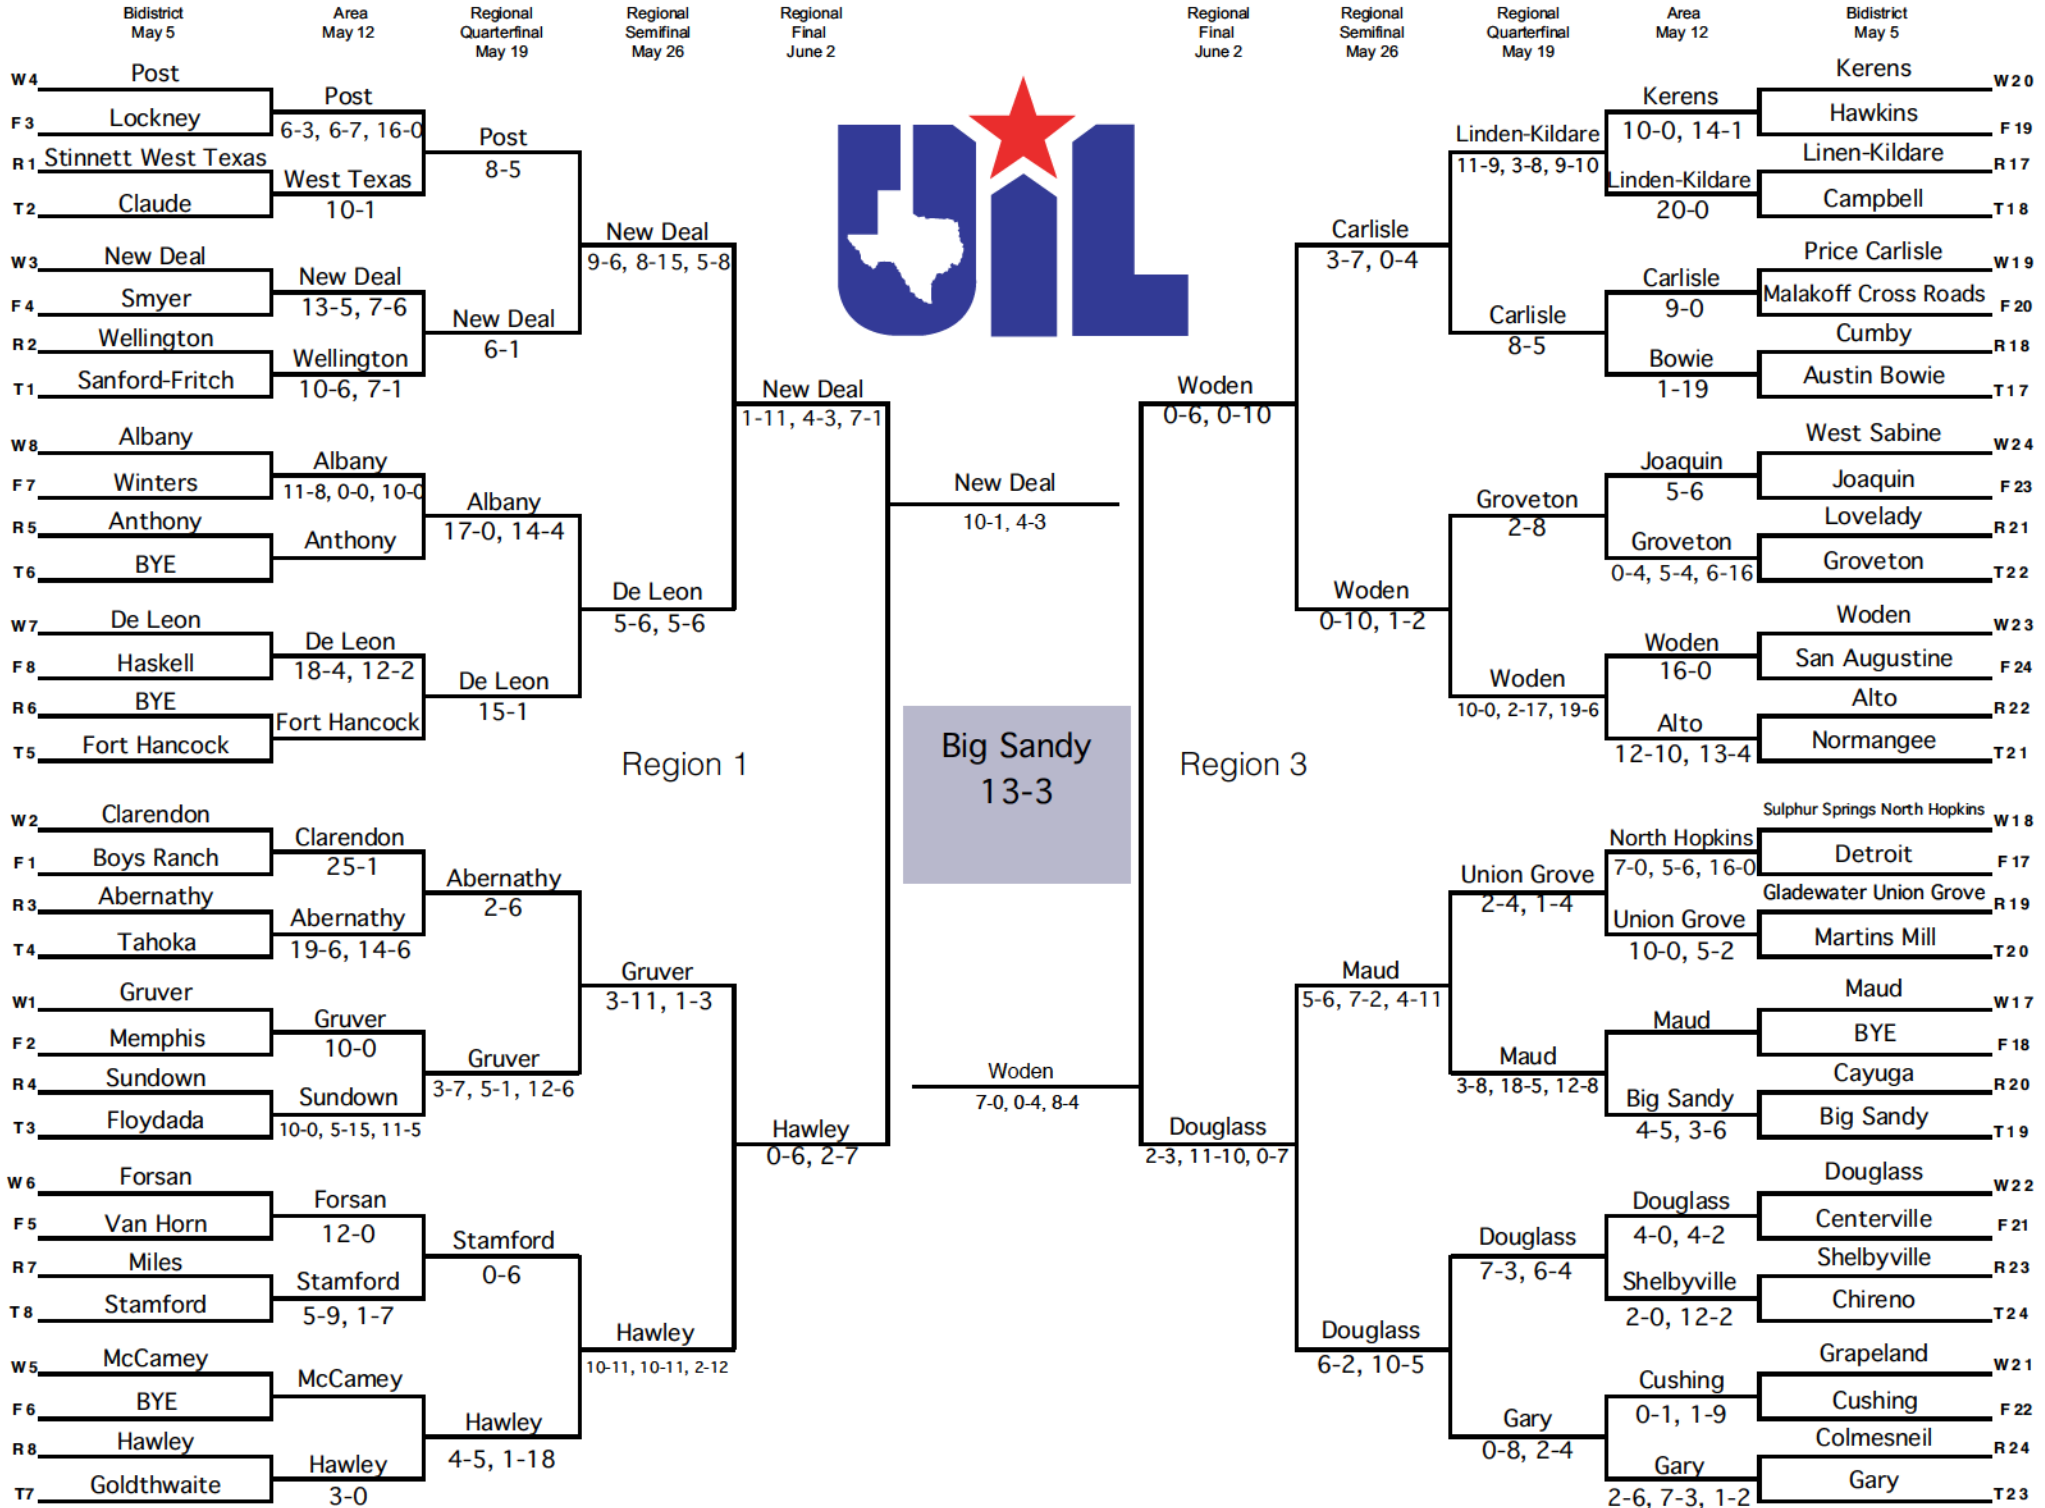 Bidistrict
May 5
Area
May 12
Regional
Quarterfinal
May 19
Regional
Semifinal
May 26
Regional
Final
June 2
Regional
Final
June 2
Regional
Semifinal
May 26
Regional
Quarterfinal
May 19
Area
May 12
Bidistrict
May 5
W4 Post
F3 Lockney
R1 Stinnett West Texas
T2 Claude
W3 New Deal
F4 Smyer
R2 Wellington
T1 Sanford-Fritch
W8 Albany
F7 Winters
R5 Anthony
T6 BYE
W7 De Leon
F8 Haskell
R6 BYE
T5 Fort Hancock
W2 Clarendon
F1 Boys Ranch
R3 Abernathy
T4 Tahoka
W1 Gruver
F2 Memphis
R4 Sundown
T3 Floydada
W6 Forsan
F5 Van Horn
R7 Miles
T8 Stamford
W5 McCamey
F6 BYE
R8 Hawley
T7 Goldthwaite
Post
6-3, 6-7, 16-0
West Texas
10-1
New Deal
13-5, 7-6
Wellington
10-6, 7-1
Albany
11-8, 0-0, 10-0
Anthony
De Leon
18-4, 12-2
Fort Hancock
Clarendon
25-1
Abernathy
19-6, 14-6
Gruver
10-0
Sundown
10-0, 5-15, 11-5
Forsan
12-0
Stamford
5-9, 1-7
McCamey
Hawley
3-0
Post
8-5
New Deal
6-1
Albany
17-0, 14-4
De Leon
15-1
Abernathy
2-6
Gruver
3-7, 5-1, 12-6
Stamford
0-6
Hawley
4-5, 1-18
New Deal
9-6, 8-15, 5-8
De Leon
5-6, 5-6
Gruver
3-11, 1-3
Hawley
10-11, 10-11, 2-12
New Deal
1-11, 4-3, 7-1
Hawley
0-6, 2-7
Region 1
UIL
New Deal
10-1, 4-3
Big Sandy
13-3
Woden
7-0, 0-4, 8-4
Region 3
Woden
0-6, 0-10
Douglass
2-3, 11-10, 0-7
Carlisle
3-7, 0-4
Woden
0-10, 1-2
Maud
5-6, 7-2, 4-11
Douglass
6-2, 10-5
Linden-Kildare
11-9, 3-8, 9-10
Carlisle
8-5
Groveton
2-8
Woden
10-0, 2-17, 19-6
Union Grove
2-4, 1-4
Maud
3-8, 18-5, 12-8
Douglass
7-3, 6-4
Gary
0-8, 2-4
Kerens
10-0, 14-1
Linden-Kildare
20-0
Carlisle
9-0
Bowie
1-19
Joaquin
5-6
Groveton
0-4, 5-4, 6-16
Woden
16-0
Alto
12-10, 13-4
North Hopkins
7-0, 5-6, 16-0
Union Grove
10-0, 5-2
Maud
Big Sandy
4-5, 3-6
Douglass
4-0, 4-2
Shelbyville
2-0, 12-2
Cushing
0-1, 1-9
Gary
2-6, 7-3, 1-2
Kerens W20
Hawkins F19
Linen-Kildare R17
Campbell T18
Price Carlisle W19
Malakoff Cross Roads F20
Cumby R18
Austin Bowie T17
West Sabine W24
Joaquin F23
Lovelady R21
Groveton T22
Woden W23
San Augustine F24
Alto R22
Normangee T21
Sulphur Springs North Hopkins W18
Detroit F17
Gladewater Union Grove R19
Martins Mill T20
Maud W17
BYE F18
Cayuga R20
Big Sandy T19
Douglass W22
Centerville F21
Shelbyville R23
Chireno T24
Grapeland W21
Cushing F22
Colmesneil R24
Gary T23